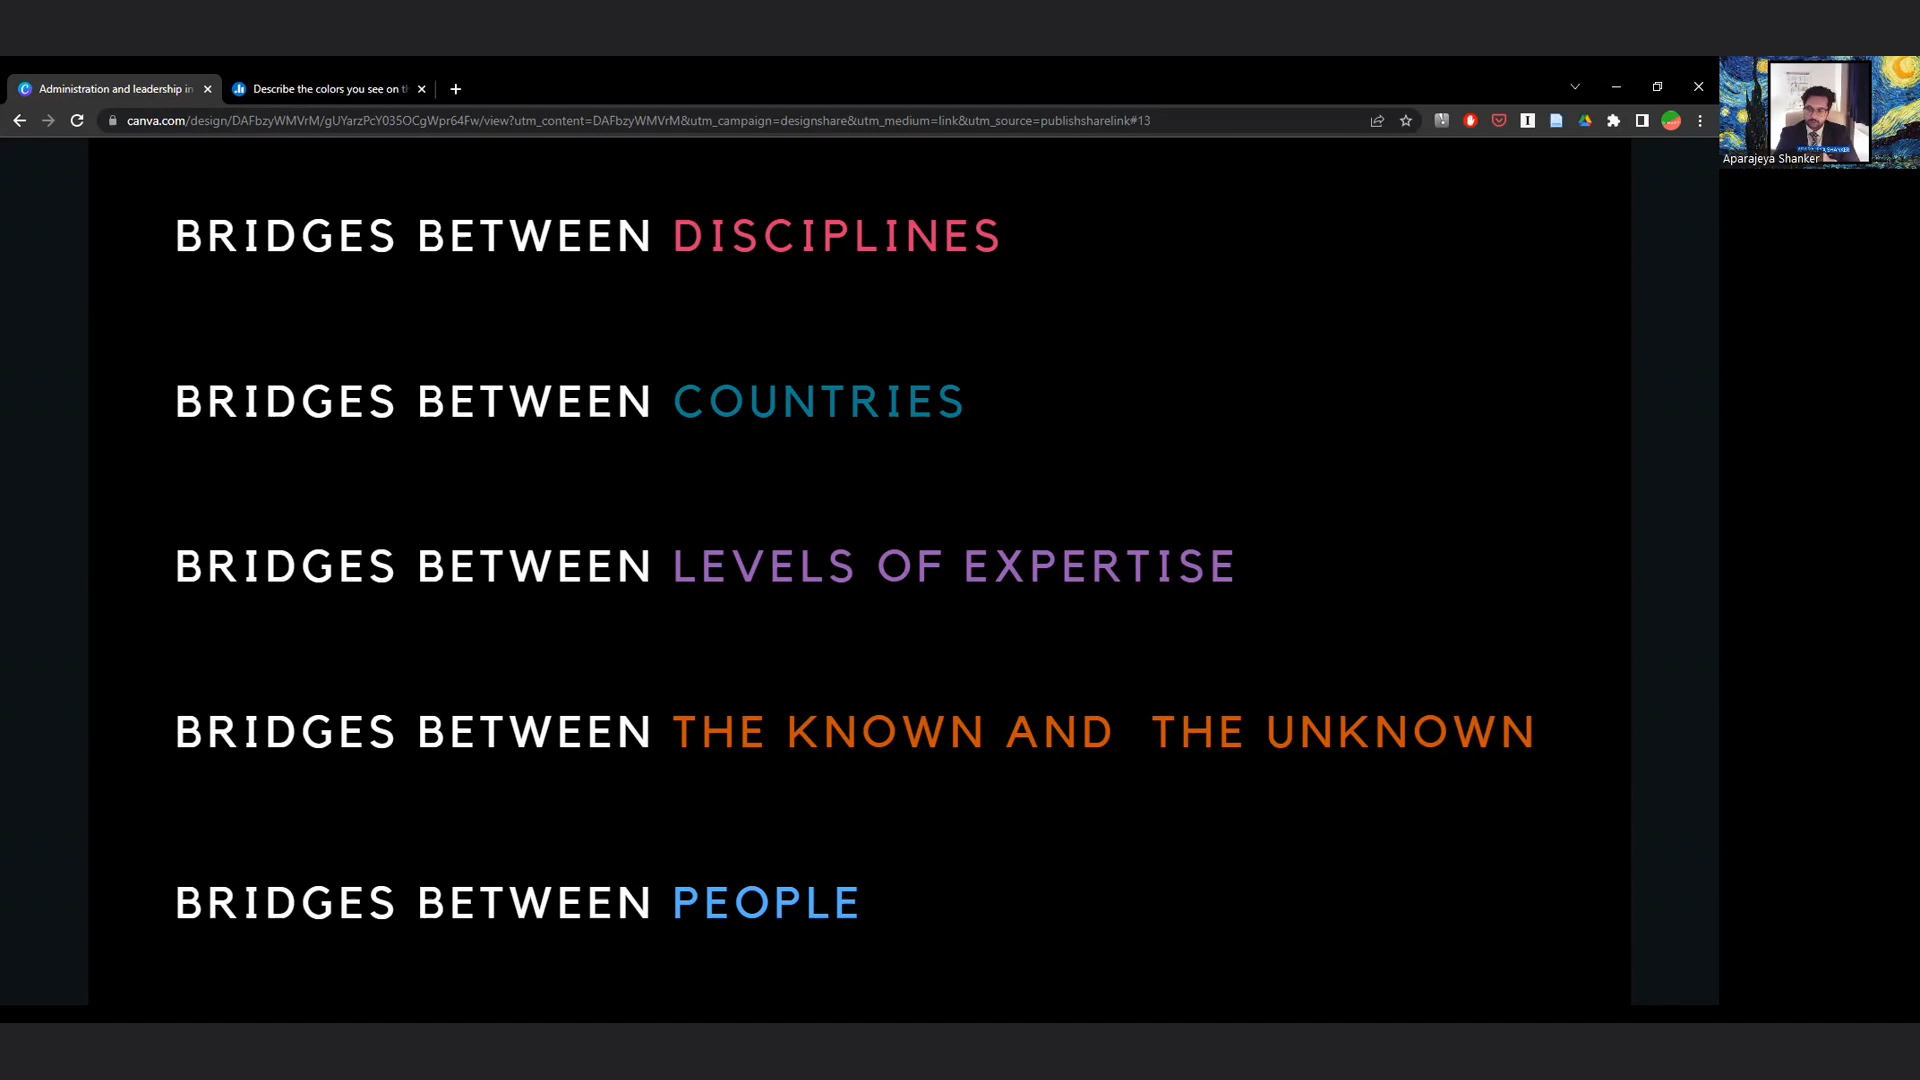 Administration and leadership in
Describe the colors you see on t
canva.com/design/DAFbzyWMVrM/gUYarzPcY035OCgWpr64Fw/view?utm_content=DAFbzyWMVrM&utm_campaign=designshare&utm_medium=link&utm_source=publishsharelink#13
Aparajeya Shanker
BRIDGES BETWEEN DISCIPLINES
BRIDGES BETWEEN COUNTRIES
BRIDGES BETWEEN LEVELS OF EXPERTISE
BRIDGES BETWEEN THE KNOWN AND THE UNKNOWN
BRIDGES BETWEEN PEOPLE